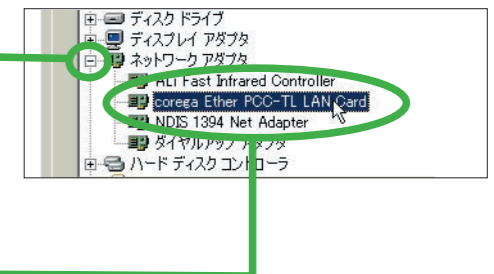 ディスク ドライブ
ディスプレイ アダプタ
ネットワーク アダプタ
ALi Fast Infrared Controller
corega Ether PCC-TL LAN Card
NDIS 1394 Net Adapter
ダイヤルアップ アダプタ
ハード ディスク コントローラ